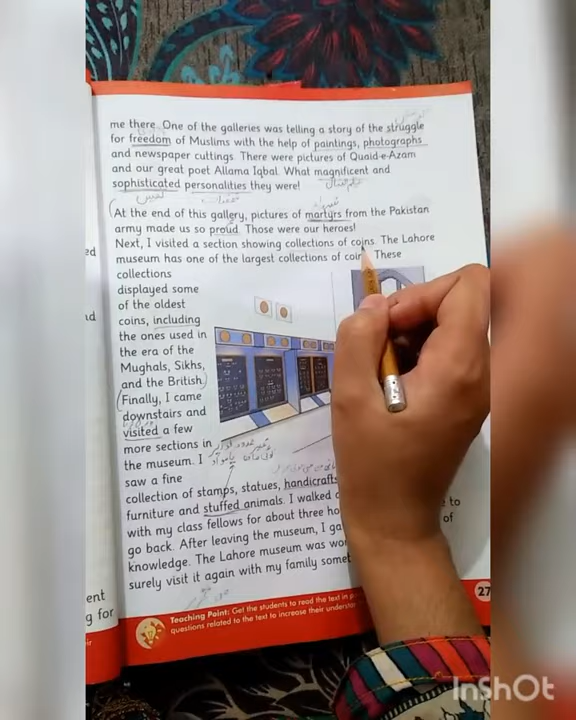 me there. One of the galleries was telling a story of the struggle
for freedom of Muslims with the help of paintings, photographs
and newspaper cuttings. There were pictures of Quaid-e-Azam
and our great poet Allama Iqbal. What magnificent and
sophisticated personalities they were!
(At the end of this gallery, pictures of martyrs from the Pakistan
army made us so proud. Those were our heroes!
Next, I visited a section showing collections of coins. The Lahore
museum has one of the largest collections of These
collections
displayed some
of the oldest
coins, including
the ones used in
the era of the
Mughals, Sikhs,
and the British)
(Finally, I came
downstairs and
visited a few
more sections in
the museum. I
saw a fine
collection of stamps, statues, handicrafts
furniture and stuffed animals. I walked
with my class fellows for about three to
go back. After leaving the museum, I of
knowledge. The Lahore museum was
surely visit it again with my family
Teaching Point: Get the students to read the text in
questions related to the text to increase their
27
ed
ent
g for
InShOt